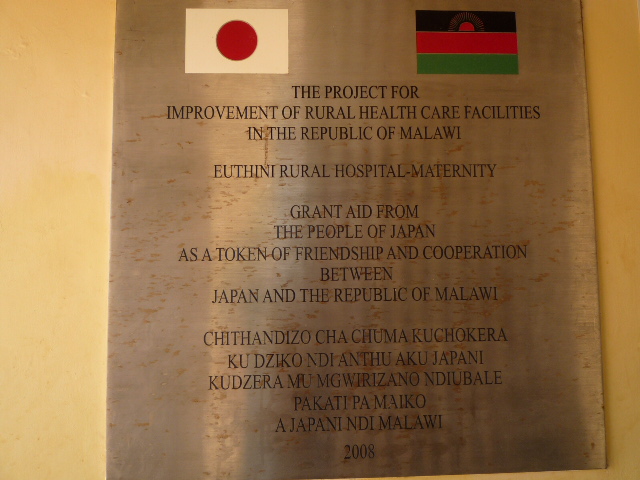 THE PROJECT FOR
IMPROVEMENT OF RURAL HEALTH CARE FACILITIES
IN THE REPUBLIC OF MALAWI
EUTHINI RURAL HOSPITAL-MATERNITY
GRANT AID FROM
THE PEOPLE OF JAPAN
AS A TOKEN OF FRIENDSHIP AND COOPERATION
BETWEEN
JAPAN AND THE REPUBLIC OF MALAWI
CHITHANDIZO CHA CHUMA KUCHOKERA
KU DZIKO NDI ANTHU AKU JAPANI
KUDZERA MU MGWIRIZANO NDIUBALE
PAKATI PA MAIKO
A JAPANI NDI MALAWI
2008